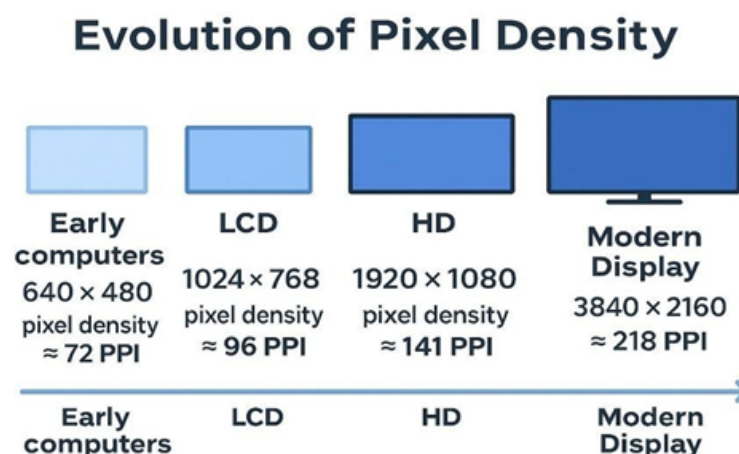 Evolution of Pixel Density
Early
computers
640 × 480
pixel density
≈ 72 PPI
LCD
1024 × 768
pixel density
≈ 96 PPI
HD
1920 × 1080
pixel density
≈ 141 PPI
Modern
Display
3840 × 2160
≈ 218 PPI
Early
computers
LCD
HD
Modern
Display